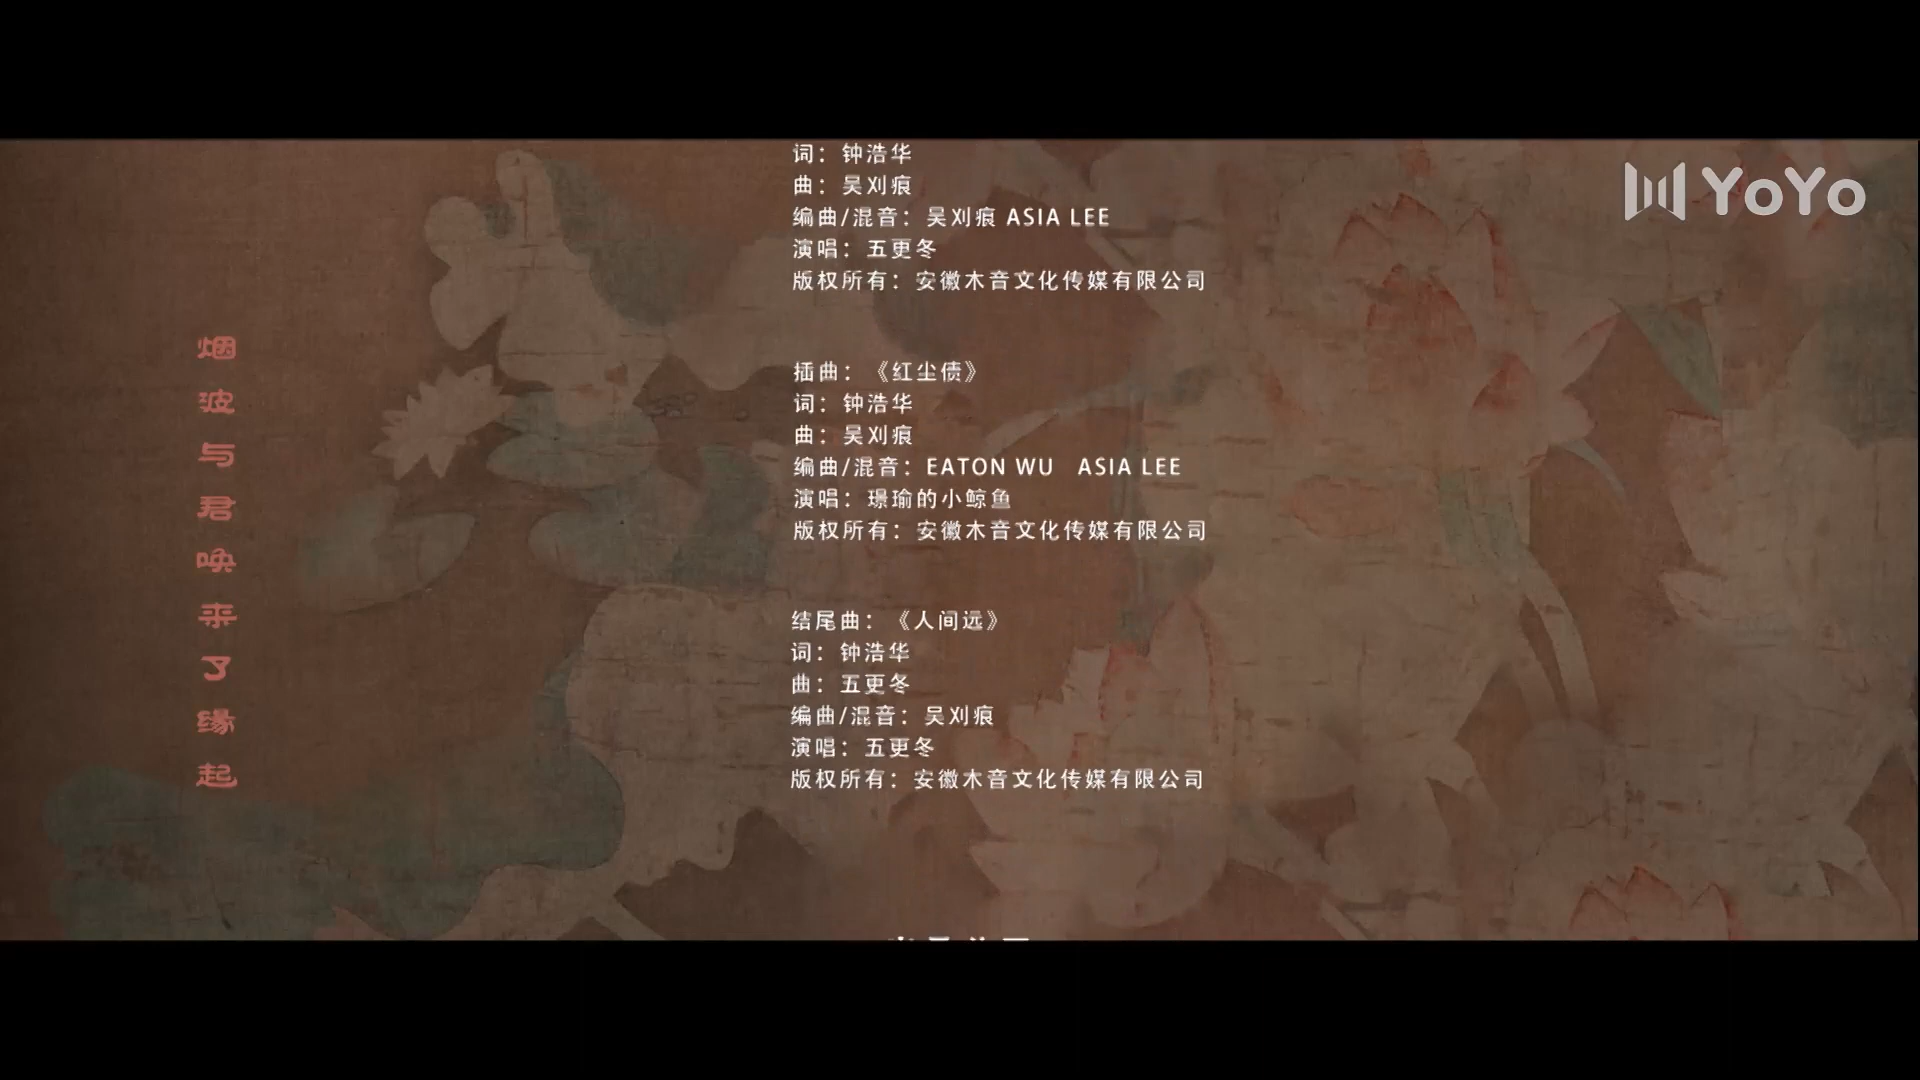 词：钟浩华
曲：吴刈痕
编曲/混音：吴刈痕 ASIA LEE
演唱：五更冬
版权所有：安徽木音文化传媒有限公司
插曲：《红尘债》
词：钟浩华
曲：吴刈痕
编曲/混音：EATON WU ASIA LEE
演唱：璟瑜的小鲸鱼
版权所有：安徽木音文化传媒有限公司
结尾曲：《人间远》
词：钟浩华
曲：五更冬
编曲/混音：吴刈痕
演唱：五更冬
版权所有：安徽木音文化传媒有限公司
烟波与君唤来了缘起
YoYo